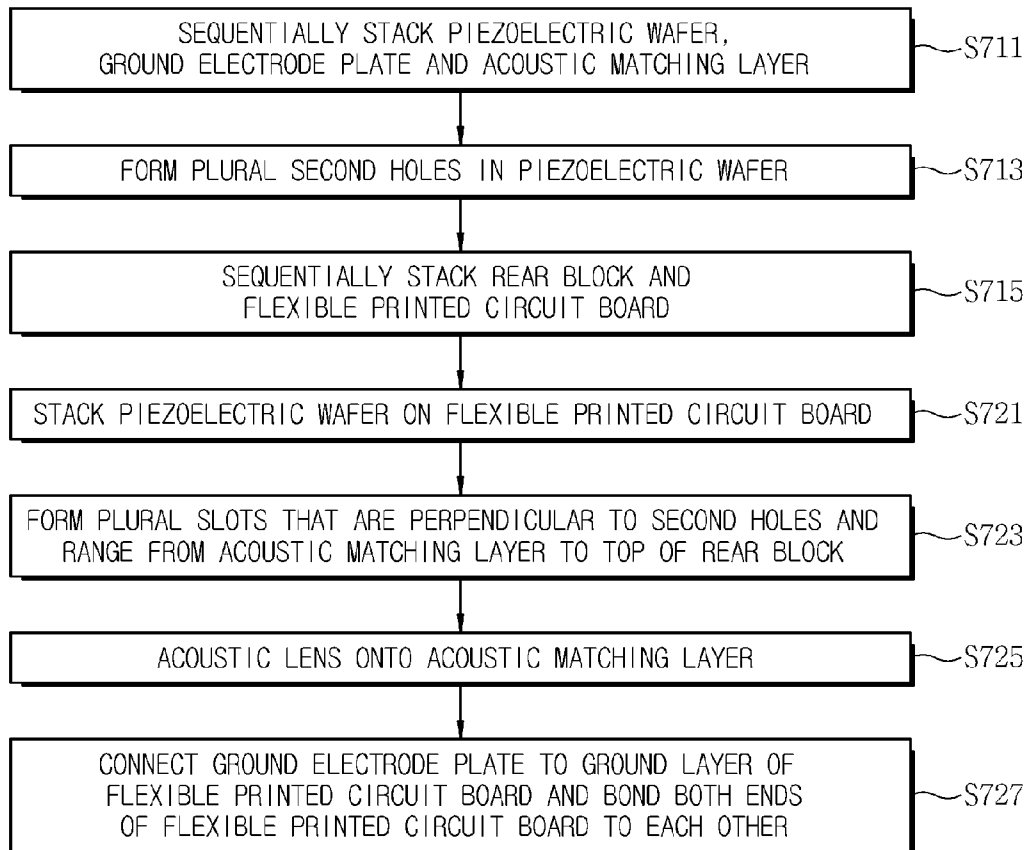 SEQUENTIALLY STACK PIEZOELECTRIC WAFER,
GROUND ELECTRODE PLATE AND ACOUSTIC MATCHING LAYER
S711
FORM PLURAL SECOND HOLES IN PIEZOELECTRIC WAFER
S713
SEQUENTIALLY STACK REAR BLOCK AND
FLEXIBLE PRINTED CIRCUIT BOARD
S715
STACK PIEZOELECTRIC WAFER ON FLEXIBLE PRINTED CIRCUIT BOARD
S721
FORM PLURAL SLOTS THAT ARE PERPENDICULAR TO SECOND HOLES AND
RANGE FROM ACOUSTIC MATCHING LAYER TO TOP OF REAR BLOCK
S723
ACOUSTIC LENS ONTO ACOUSTIC MATCHING LAYER
S725
CONNECT GROUND ELECTRODE PLATE TO GROUND LAYER OF
FLEXIBLE PRINTED CIRCUIT BOARD AND BOND BOTH ENDS
OF FLEXIBLE PRINTED CIRCUIT BOARD TO EACH OTHER
S727